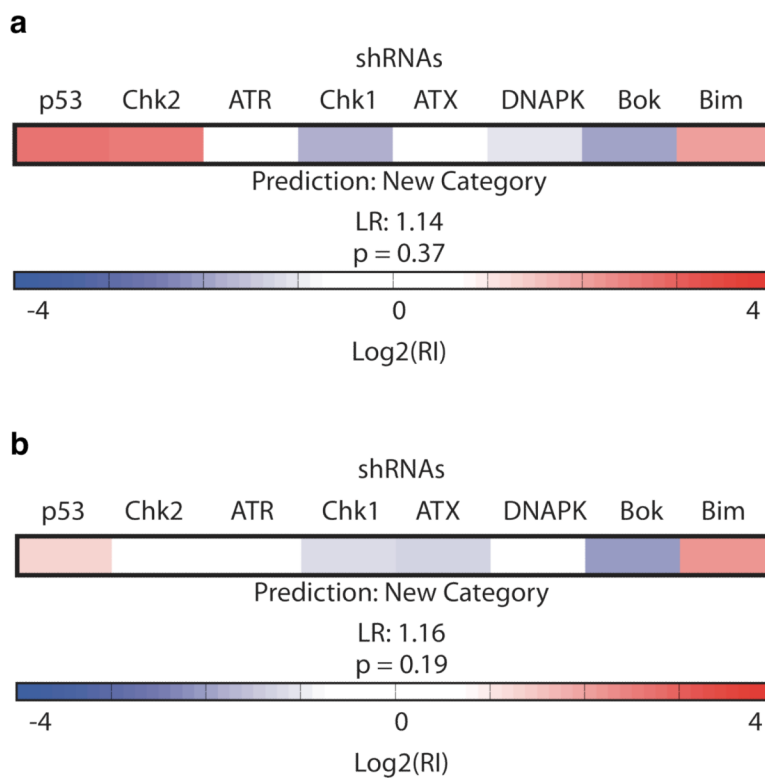 a
shRNAs
p53 Chk2 ATR Chk1 ATX DNAPK Bok Bim
Prediction: New Category
LR: 1.14
p = 0.37
-4 0 4
Log2(RI)
b
shRNAs
p53 Chk2 ATR Chk1 ATX DNAPK Bok Bim
Prediction: New Category
LR: 1.16
p = 0.19
-4 0 4
Log2(RI)